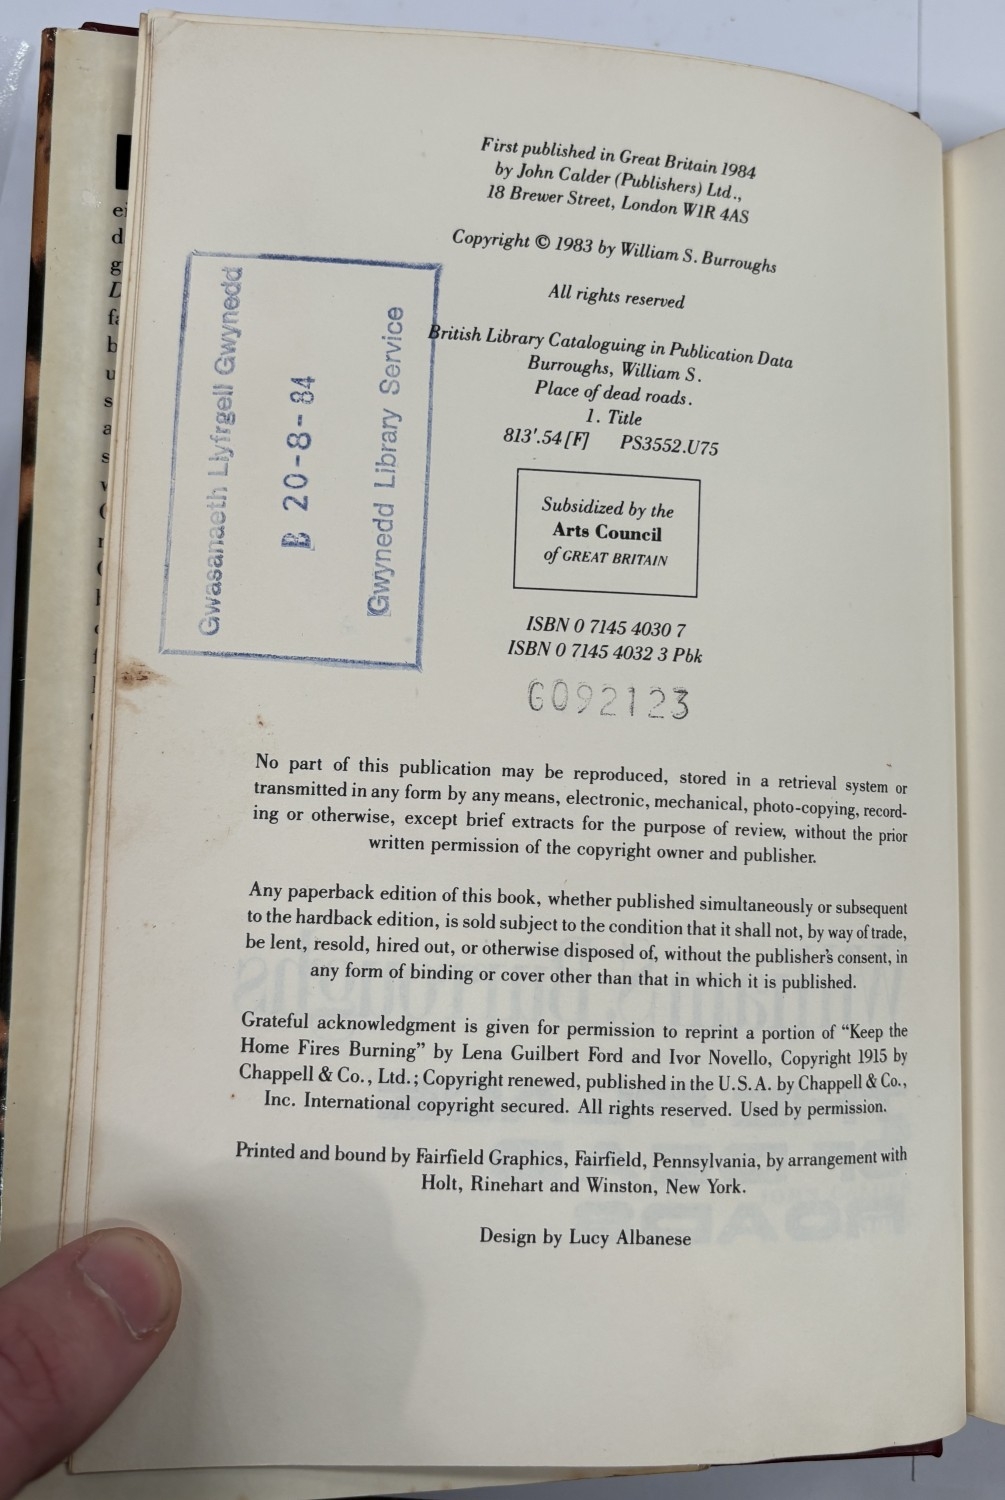 First published in Great Britain 1984
by John Calder (Publishers) Ltd.,
18 Brewer Street, London W1R 4AS
Copyright © 1983 by William S. Burroughs
All rights reserved
British Library Cataloguing in Publication Data
Burroughs, William S.
Place of dead roads.
1. Title
813'.54 [F] PS3552.U75
Subsidized by the
Arts Council
of GREAT BRITAIN
ISBN 0 7145 4030 7
ISBN 0 7145 4032 3 Pbk
G092123
Gwasanaeth Llyfrgell Gwynedd
B 20-8-84
Gwynedd Library Service
No part of this publication may be reproduced, stored in a retrieval system or
transmitted in any form by any means, electronic, mechanical, photo-copying, record-
ing or otherwise, except brief extracts for the purpose of review, without the prior
written permission of the copyright owner and publisher.
Any paperback edition of this book, whether published simultaneously or subsequent
to the hardback edition, is sold subject to the condition that it shall not, by way of trade,
be lent, resold, hired out, or otherwise disposed of, without the publisher's consent, in
any form of binding or cover other than that in which it is published.
Grateful acknowledgment is given for permission to reprint a portion of “Keep the
Home Fires Burning” by Lena Guilbert Ford and Ivor Novello, Copyright 1915 by
Chappell & Co., Ltd.; Copyright renewed, published in the U.S.A. by Chappell & Co.,
Inc. International copyright secured. All rights reserved. Used by permission.
Printed and bound by Fairfield Graphics, Fairfield, Pennsylvania, by arrangement with
Holt, Rinehart and Winston, New York.
Design by Lucy Albanese